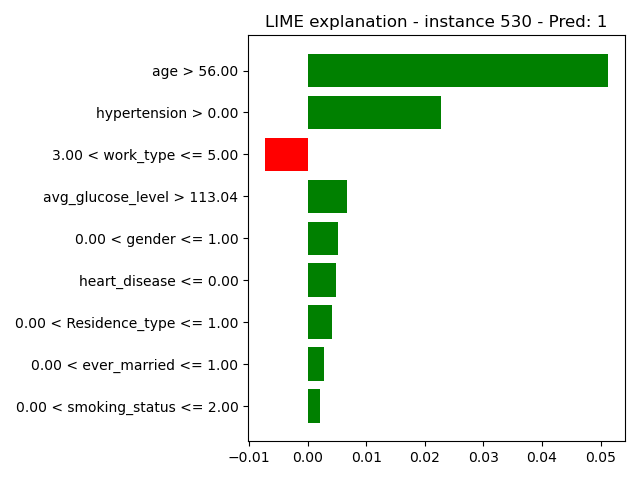 LIME explanation - instance 530 - Pred: 1
age > 56.00
hypertension > 0.00
3.00 < work_type <= 5.00
avg_glucose_level > 113.04
0.00 < gender <= 1.00
heart_disease <= 0.00
0.00 < Residence_type <= 1.00
0.00 < ever_married <= 1.00
0.00 < smoking_status <= 2.00
−0.01 0.00 0.01 0.02 0.03 0.04 0.05